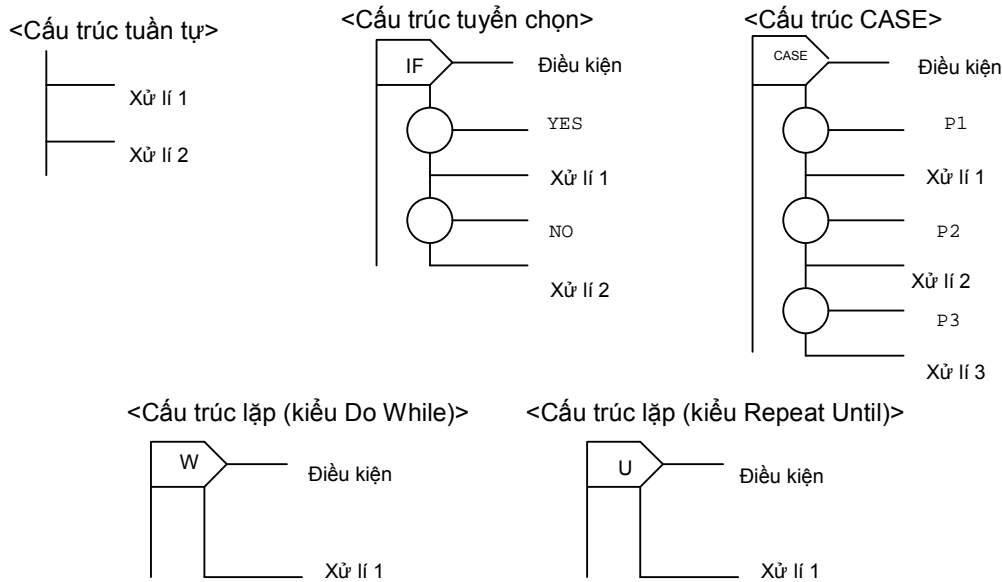 <Cấu trúc tuần tự>
Xử lí 1
Xử lí 2
<Cấu trúc tuyển chọn>
IF
Điều kiện
YES
Xử lí 1
NO
Xử lí 2
<Cấu trúc CASE>
CASE
Điều kiện
P1
Xử lí 1
P2
Xử lí 2
P3
Xử lí 3
<Cấu trúc lặp (kiểu Do While)>
W
Điều kiện
Xử lí 1
<Cấu trúc lặp (kiểu Repeat Until)>
U
Điều kiện
Xử lí 1